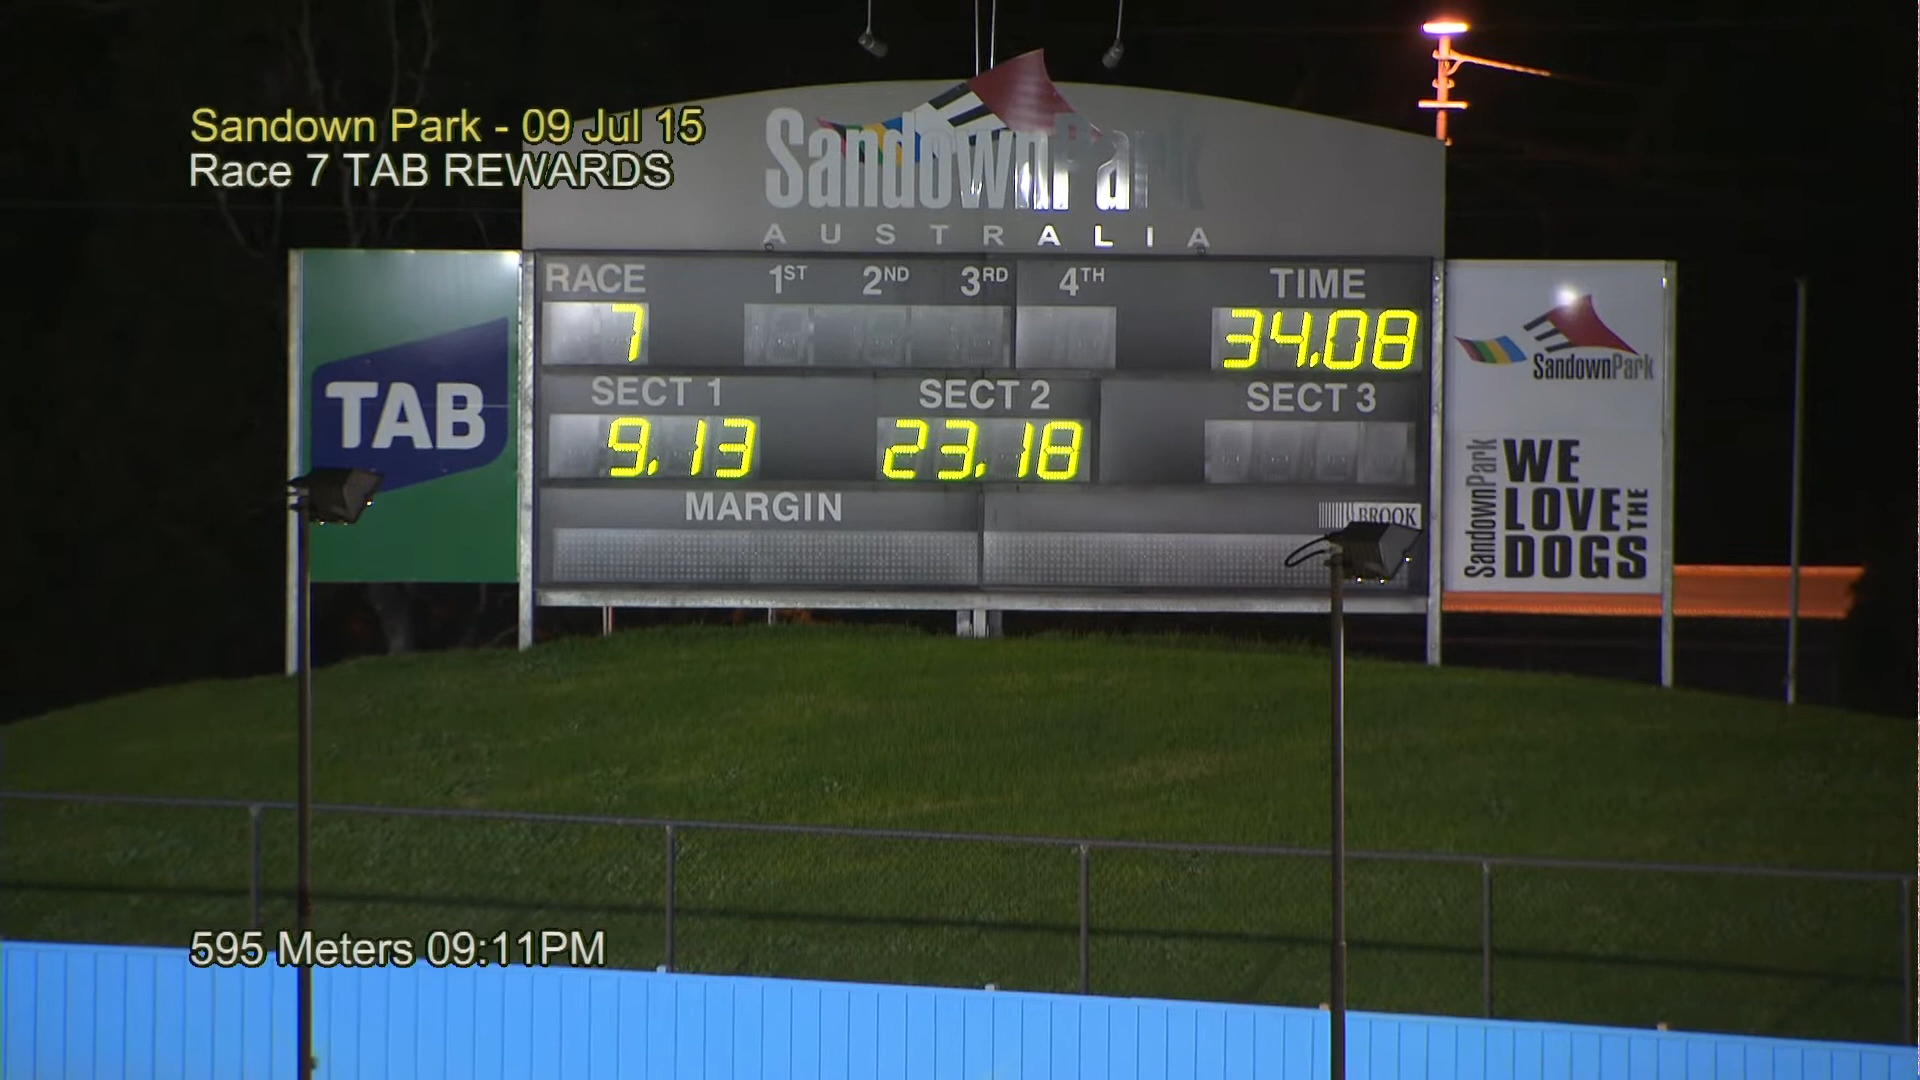 Sandown Park - 09 Jul 15
Race 7 TAB REWARDS
SandownPark
AUSTRALIA
RACE 1ST 2ND 3RD 4TH TIME
7 34.08
SECT 1 SECT 2 SECT 3
9.13 23.18
MARGIN
BROOK
TAB
SandownPark
SandownPark
WE
LOVE THE
DOGS
595 Meters 09:11PM